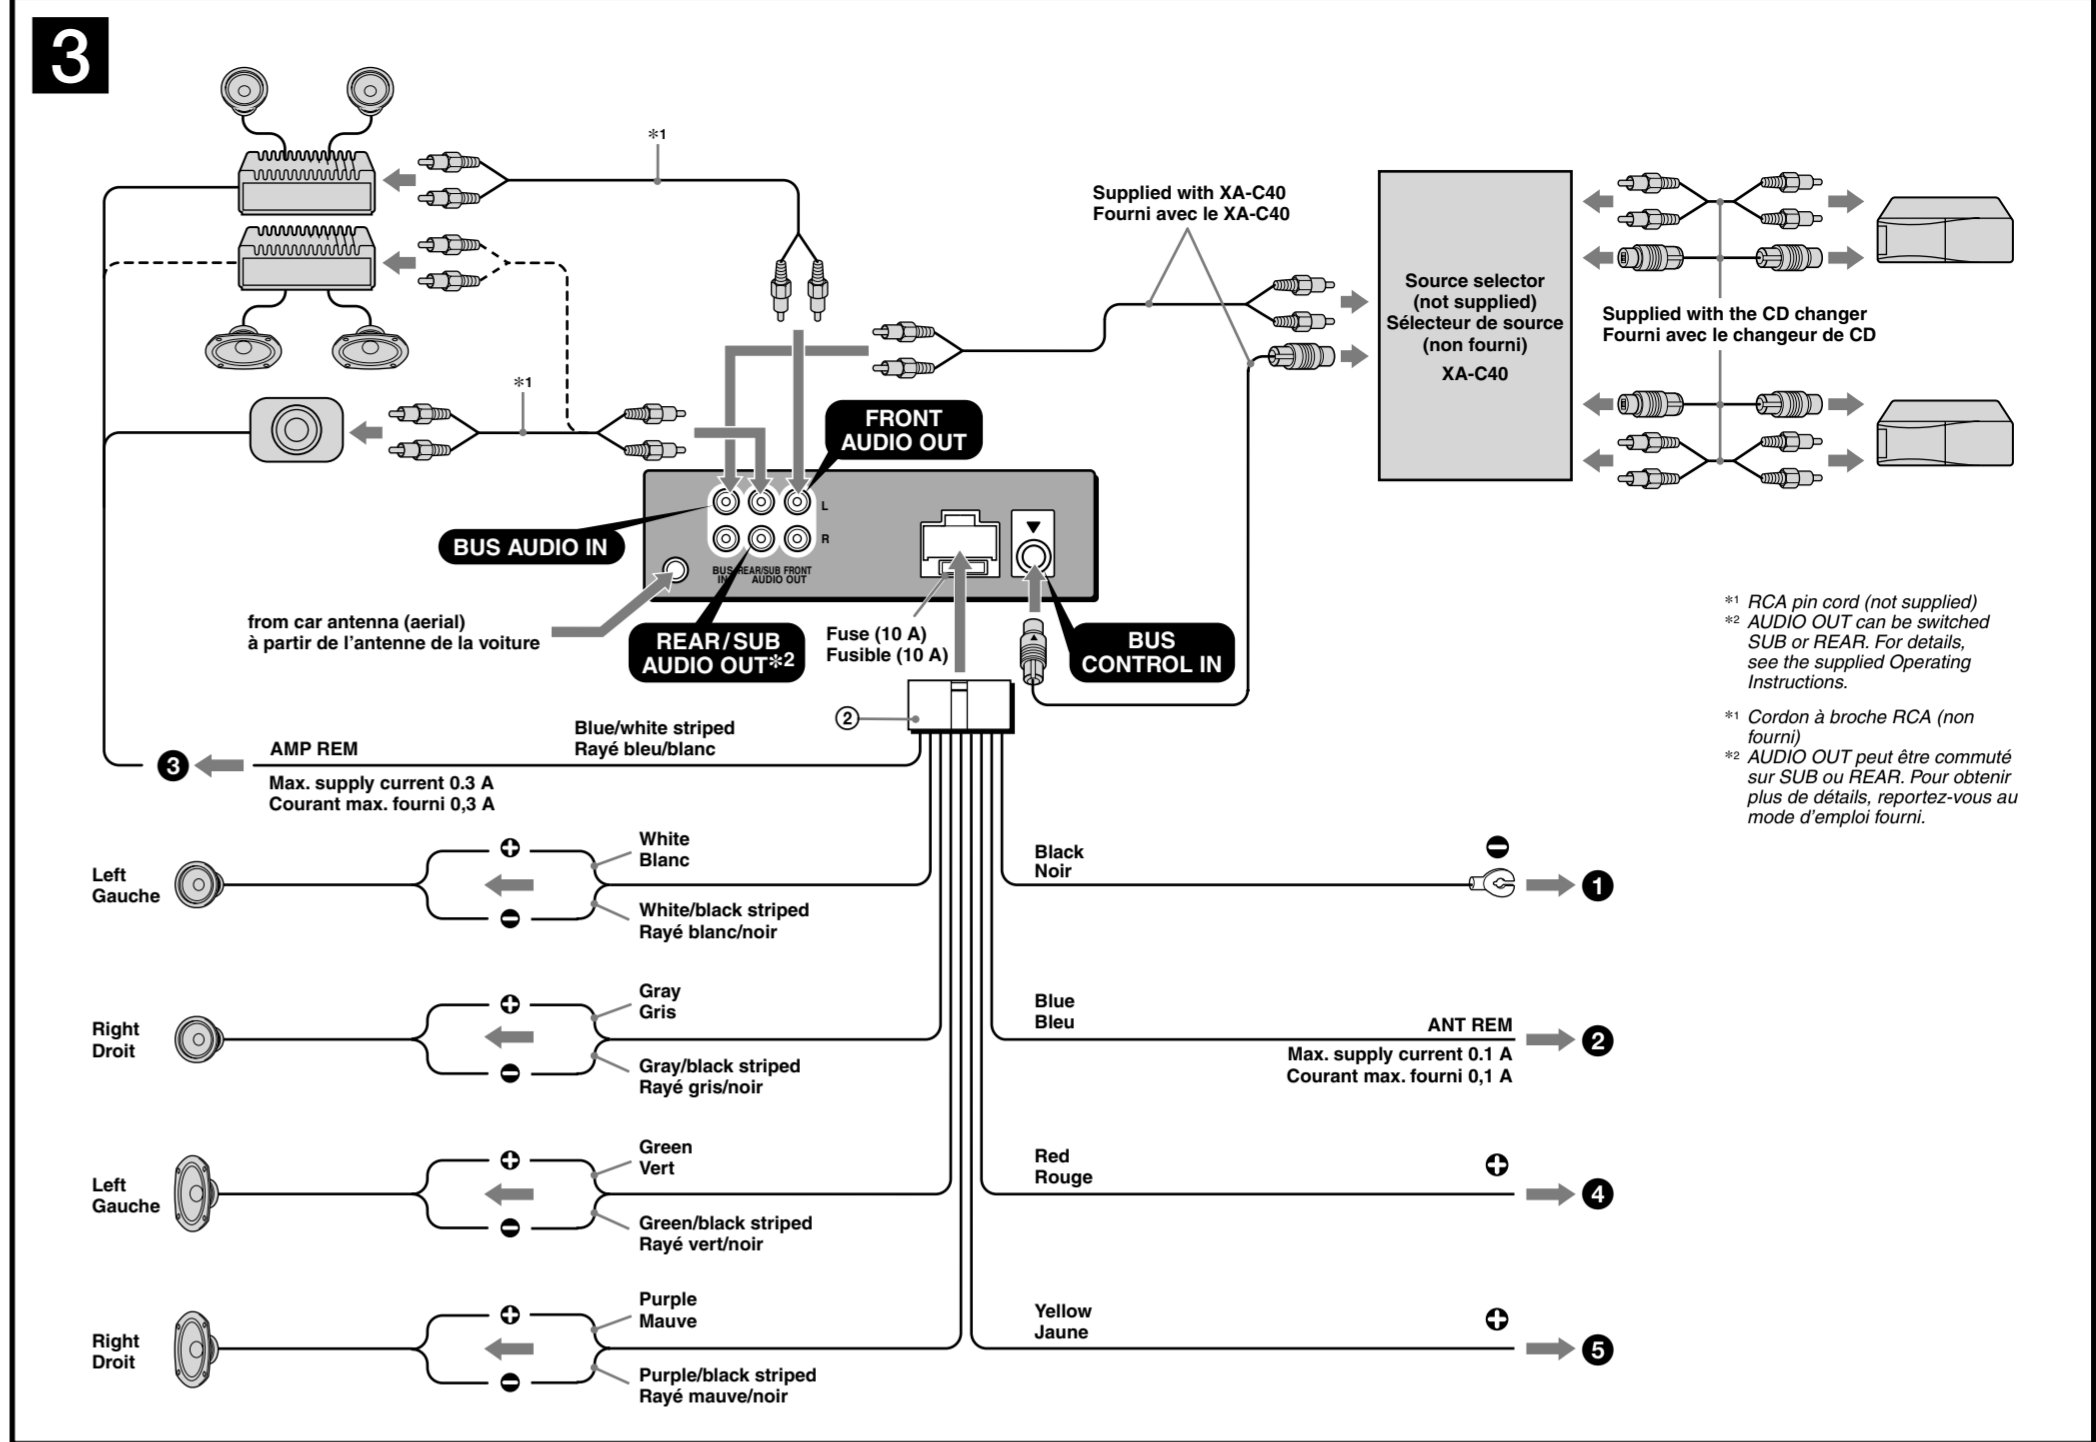 3
*1
Supplied with XA-C40
Fourni avec le XA-C40
Source selector
(not supplied)
Sélecteur de source
(non fourni)
XA-C40
Supplied with the CD changer
Fourni avec le changeur de CD
*1
FRONT
AUDIO OUT
BUS AUDIO IN
L
R
BUS REAR/SUB FRONT
IN AUDIO OUT
from car antenna (aerial)
à partir de l'antenne de la voiture
REAR/SUB
AUDIO OUT*2
Fuse (10 A)
Fusible (10 A)
BUS
CONTROL IN
*1 RCA pin cord (not supplied)
*2 AUDIO OUT can be switched
SUB or REAR. For details,
see the supplied Operating
Instructions.
*1 Cordon à broche RCA (non
fourni)
*2 AUDIO OUT peut être commuté
sur SUB ou REAR. Pour obtenir
plus de détails, reportez-vous au
mode d'emploi fourni.
2
Blue/white striped
Rayé bleu/blanc
3
AMP REM
Max. supply current 0.3 A
Courant max. fourni 0,3 A
Left
Gauche
+
White
Blanc
−
White/black striped
Rayé blanc/noir
Black
Noir
−
1
Right
Droit
+
Gray
Gris
−
Gray/black striped
Rayé gris/noir
Blue
Bleu
ANT REM
2
Max. supply current 0.1 A
Courant max. fourni 0,1 A
Left
Gauche
+
Green
Vert
−
Green/black striped
Rayé vert/noir
Red
Rouge
+
4
Right
Droit
+
Purple
Mauve
−
Purple/black striped
Rayé mauve/noir
Yellow
Jaune
+
5